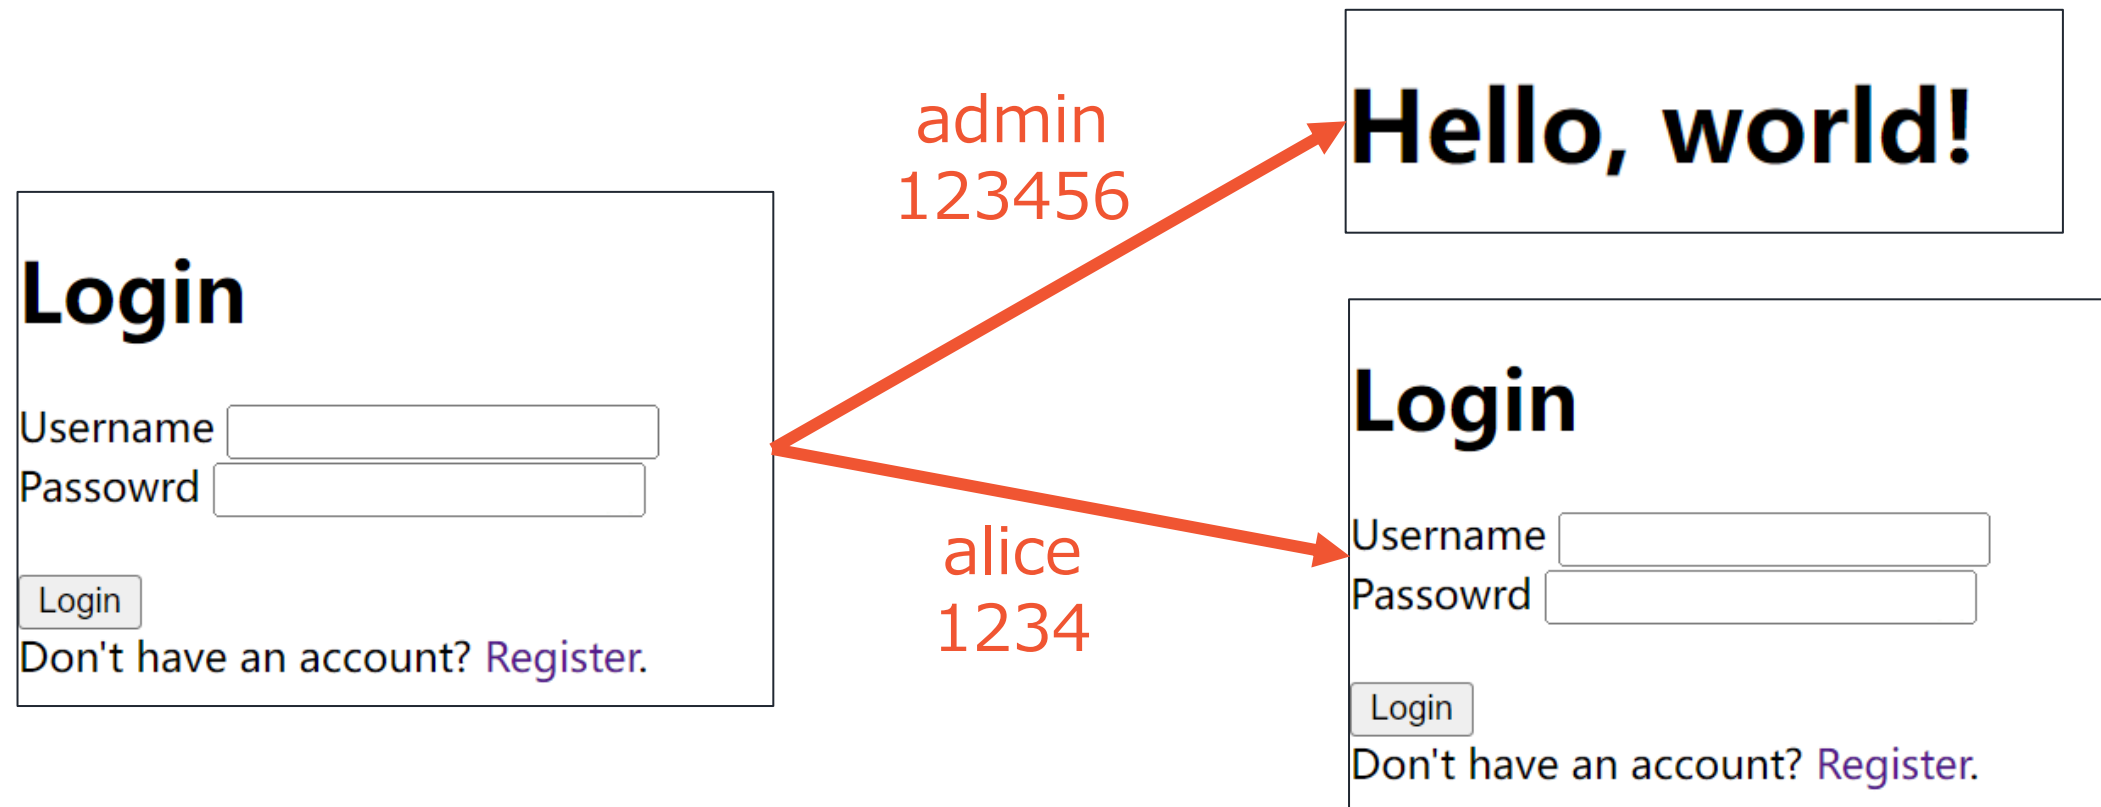 Login
Username
Passowrd
Login
Don't have an account? Register.
admin
123456
alice
1234
Hello, world!
Login
Username
Passowrd
Login
Don't have an account? Register.